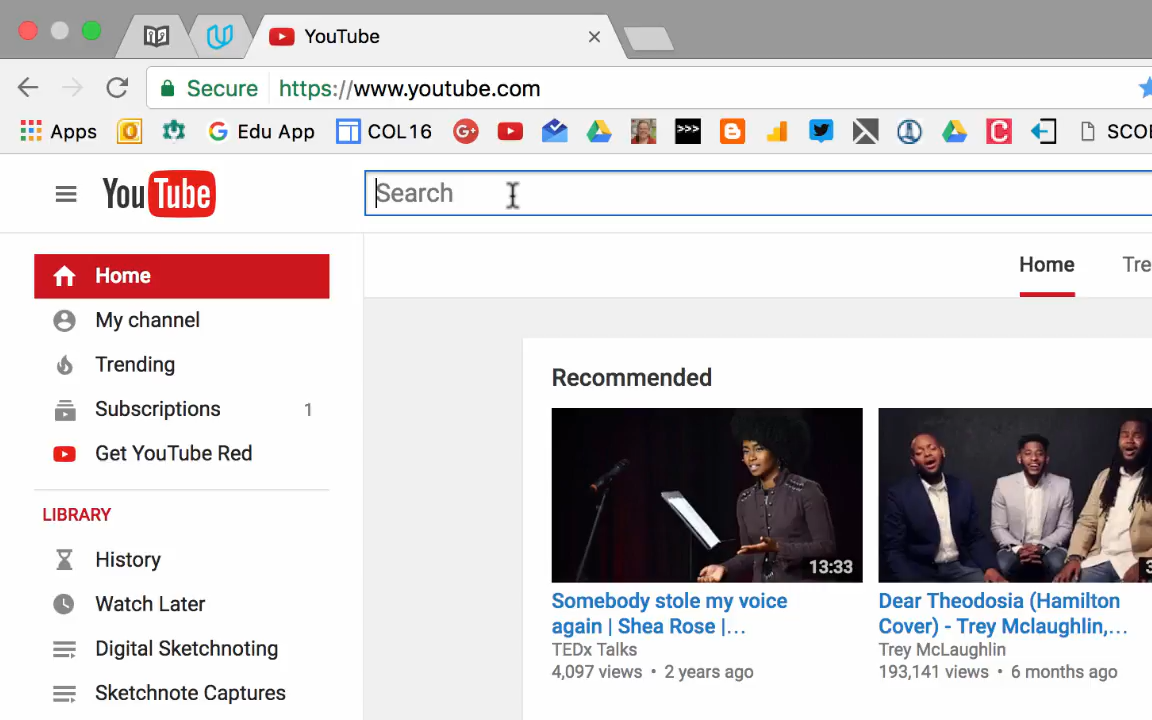 YouTube
Secure https://www.youtube.com
Apps Edu App COL16 >>> SCOE
YouTube Search
Home
My channel
Trending
Subscriptions 1
Get YouTube Red
LIBRARY
History
Watch Later
Digital Sketchnoting
Sketchnote Captures
Home Tre
Recommended
13:33
3
Somebody stole my voice
again | Shea Rose |...
TEDx Talks
4,097 views • 2 years ago
Dear Theodosia (Hamilton
Cover) - Trey Mclaughlin,...
Trey McLaughlin
193,141 views • 6 months ago